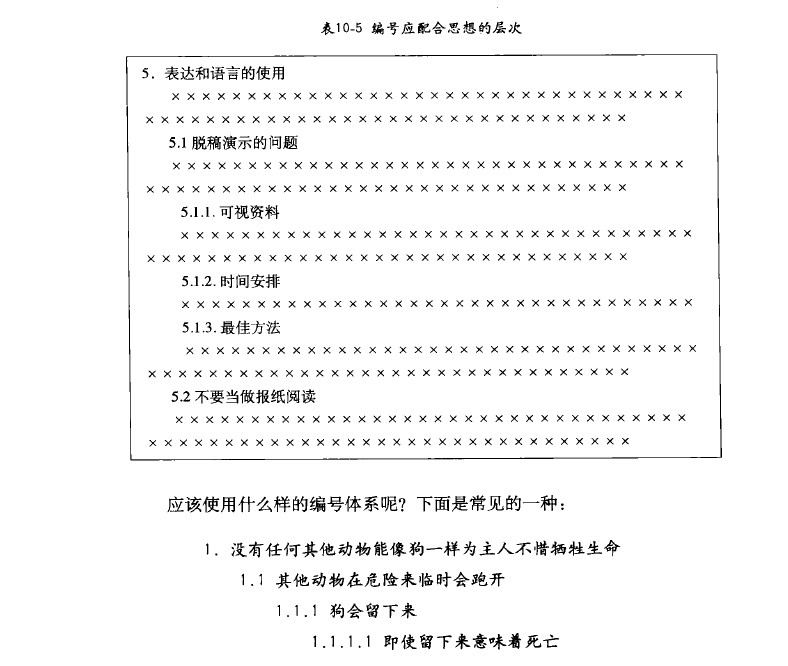 表10-5 编号应配合思想的层次
5. 表达和语言的使用
××××××××××××××××××××××××××××××××××
××××××××××××××××××××××××××××××××
5.1 脱稿演示的问题
××××××××××××××××××××××××××××××××××
××××××××××××××××××××××××××××××××
5.1.1. 可视资料
××××××××××××××××××××××××××××××××××
××××××××××××××××××××××××××××××××
5.1.2. 时间安排
××××××××××××××××××××××××××××××××××
5.1.3. 最佳方法
××××××××××××××××××××××××××××××××××
××××××××××××××××××××××××××××××××
5.2 不要当做报纸阅读
××××××××××××××××××××××××××××××××××
××××××××××××××××××××××××××××××××
应该使用什么样的编号体系呢？下面是常见的一种：
1. 没有任何其他动物能像狗一样为主人不惜牺牲生命
1.1 其他动物在危险来临时会跑开
1.1.1 狗会留下来
1.1.1.1 即使留下来意味着死亡